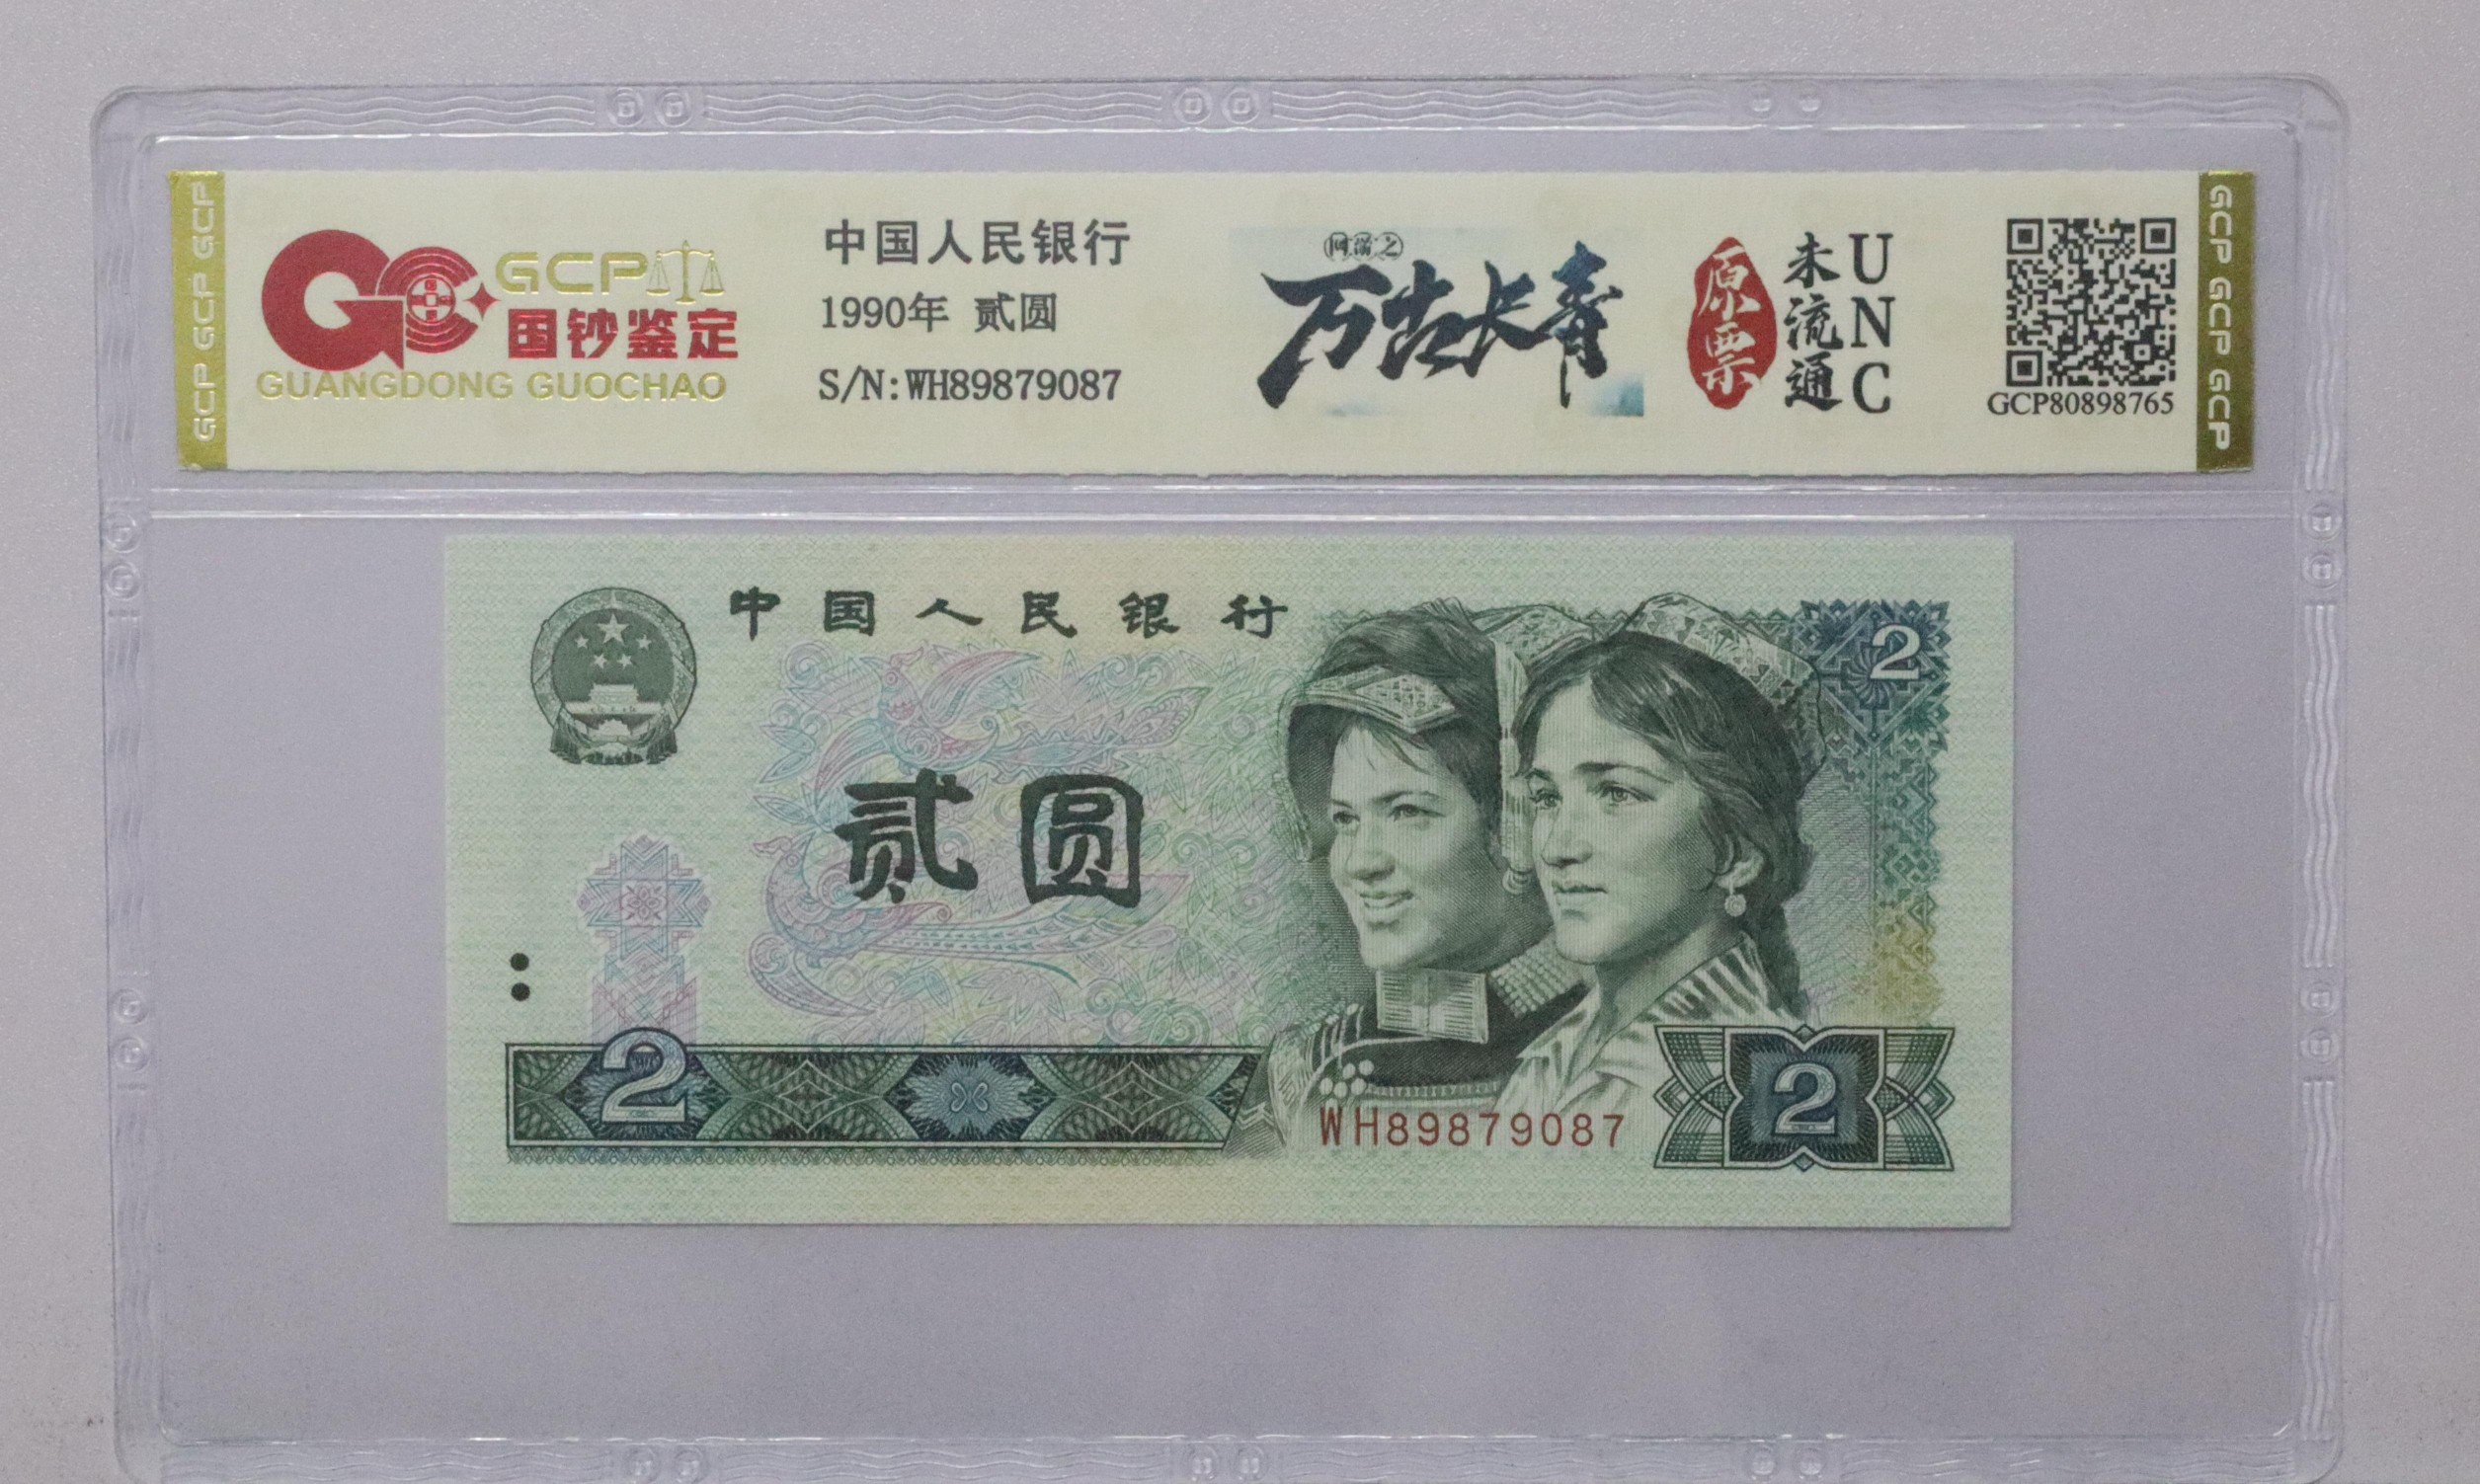 GCP GCP GCP
GCP
国钞鉴定
GUANGDONG GUOCHAO
中国人民银行
1990年 贰圆
S/N:WH89879087
万古长寿
原票
未流通
UNC
GCP80898765
GCP GCP GCP
中国人民银行
2
贰圆
2
WH89879087
2